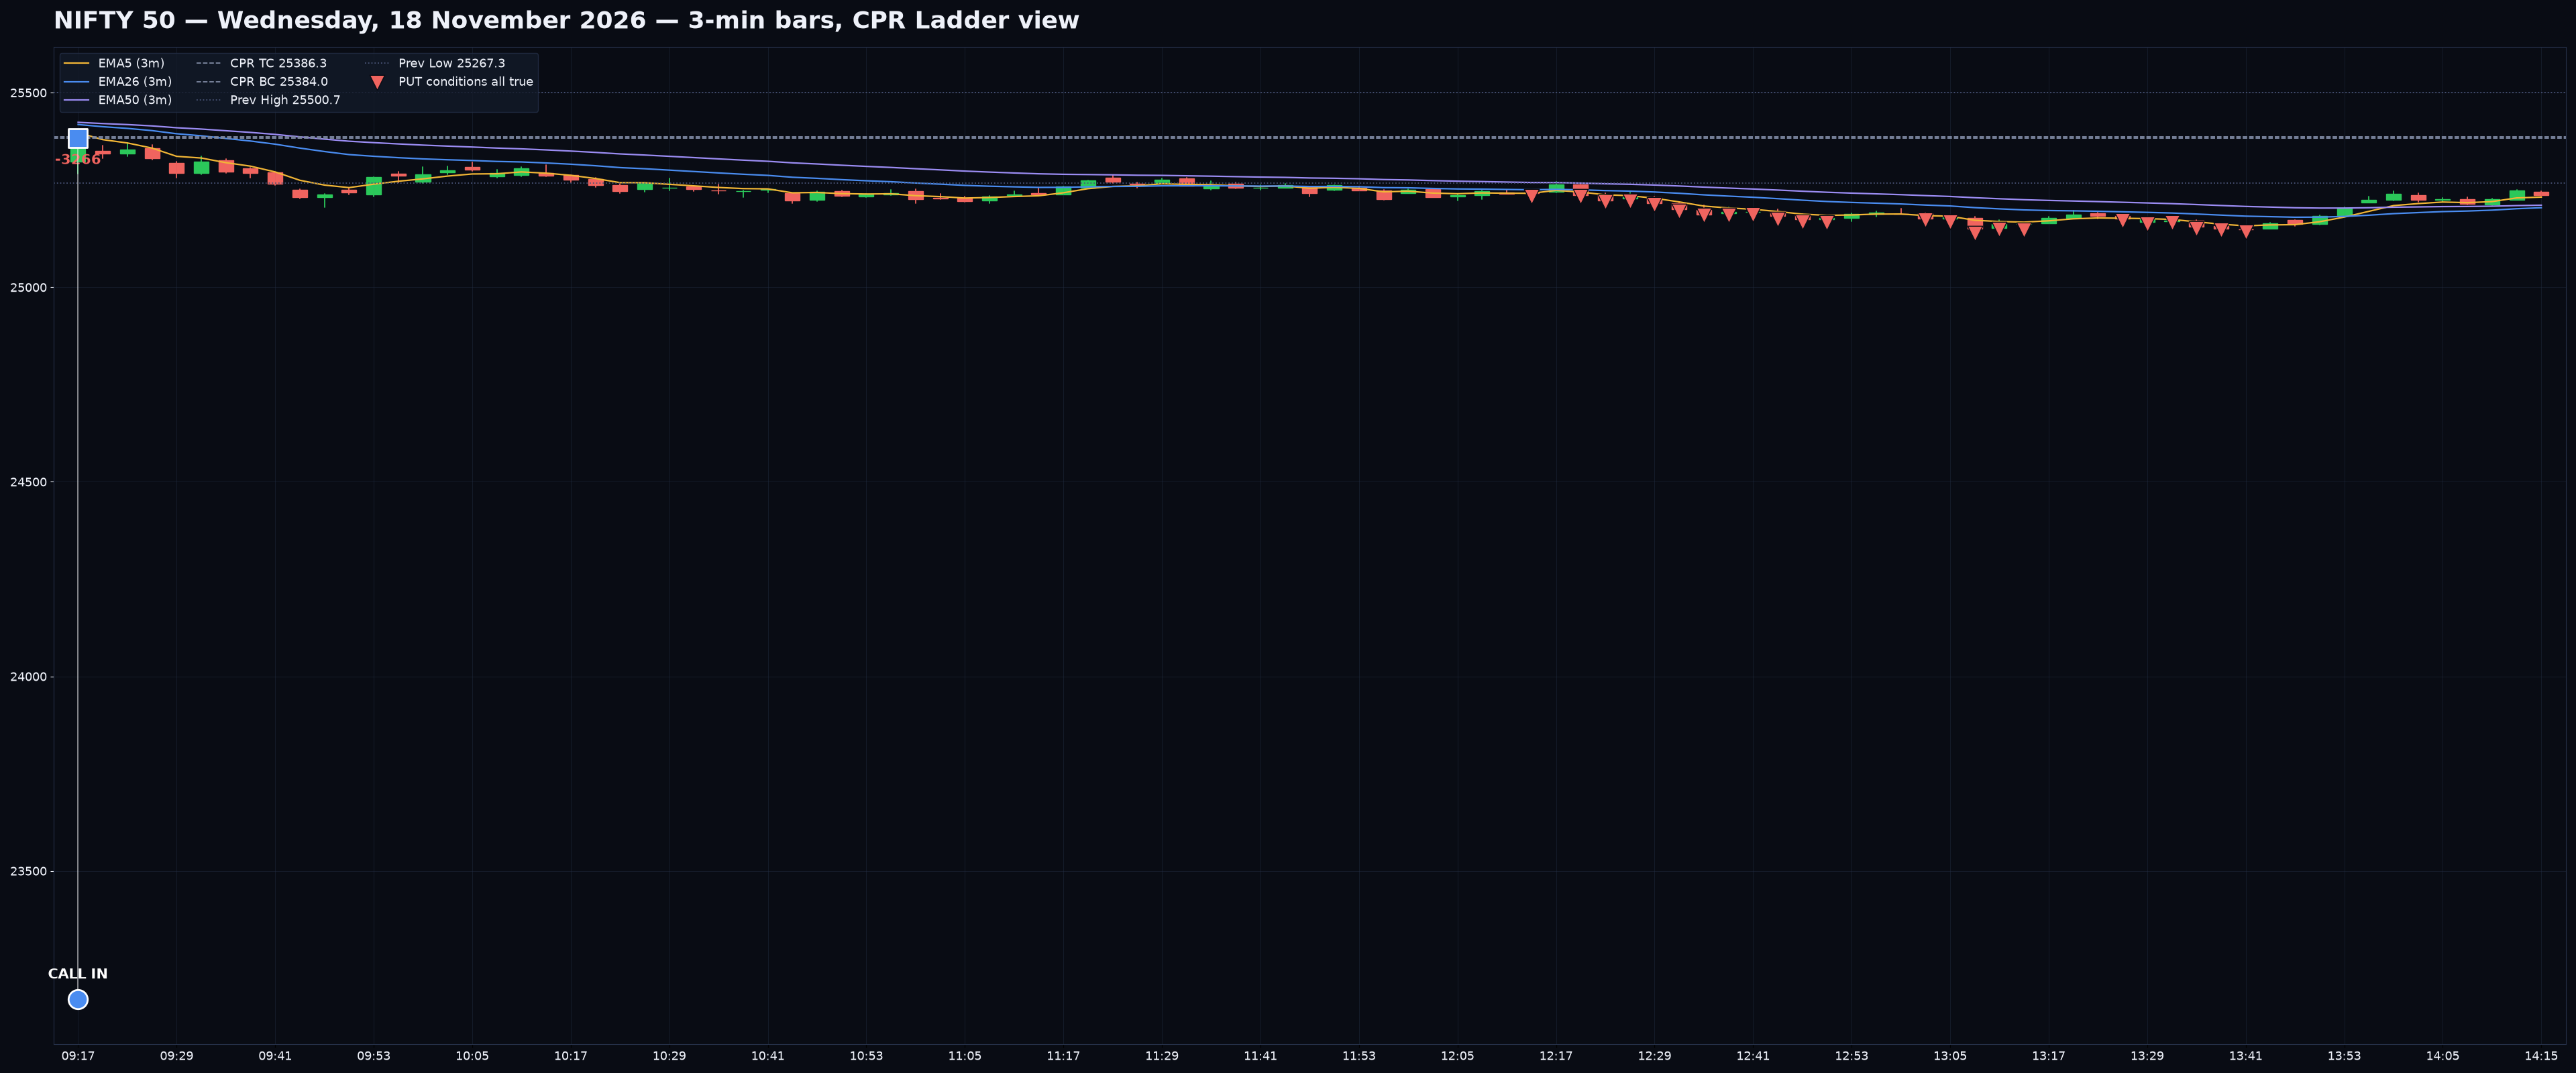 NIFTY 50 — Wednesday, 18 November 2026 — 3-min bars, CPR Ladder view
EMA5 (3m)
EMA26 (3m)
EMA50 (3m)
CPR TC 25386.3
CPR BC 25384.0
Prev High 25500.7
Prev Low 25267.3
PUT conditions all true
25500
25000
24500
24000
23500
CALL IN
09:17 09:29 09:41 09:53 10:05 10:17 10:29 10:41 10:53 11:05 11:17 11:29 11:41 11:53 12:05 12:17 12:29 12:41 12:53 13:05 13:17 13:29 13:41 13:53 14:05 14:15